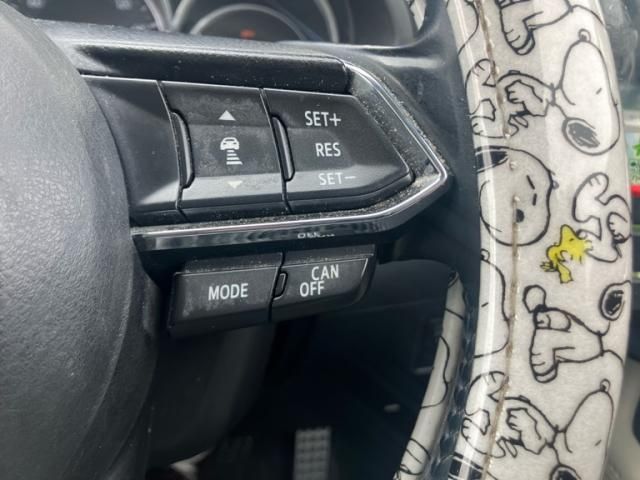 SET+
RES
SET-
MODE
CAN
OFF